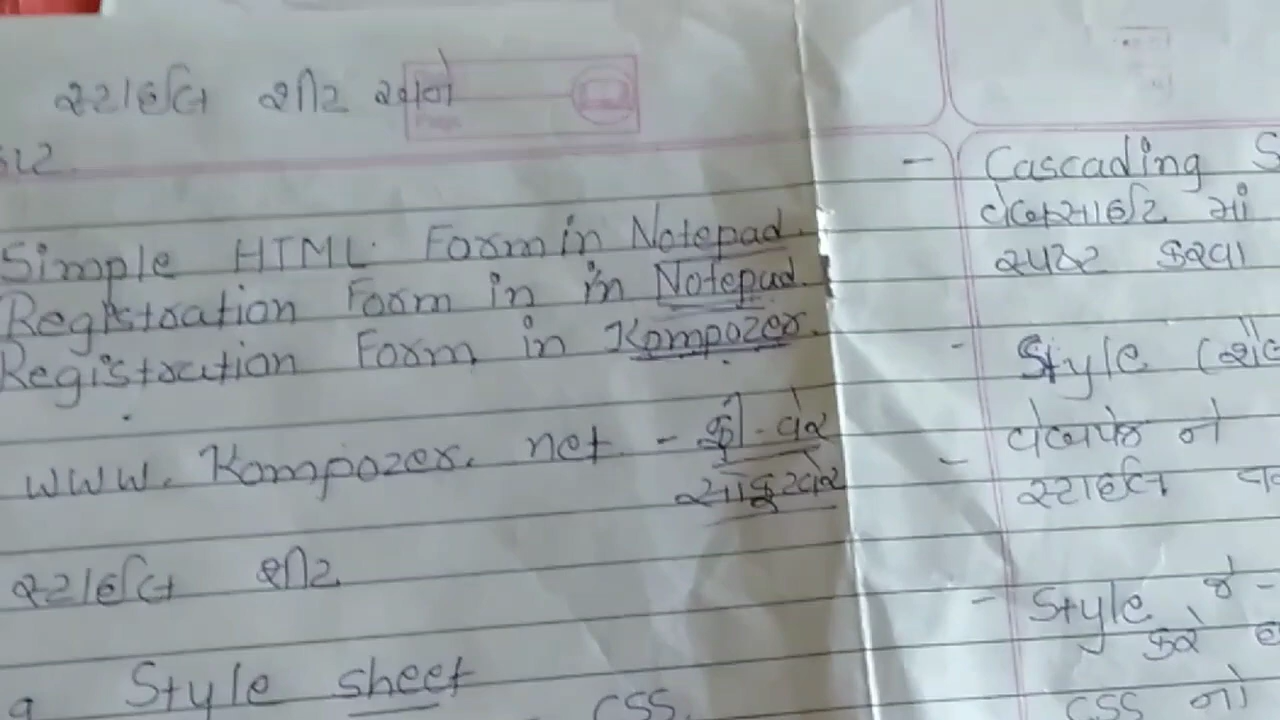 સ્ટાઈલ શીટ
Simple HTML Form in Notepad.
Registration Form in in Notepad.
Registration Form in Kompozer.
www. Kompozer. net - ફ્રી-વેર
સોફ્ટવેર
સ્ટાઈલ શીટ
Style sheet
CSS.
- Cascading S
વેબસાઈટ માં
સ્પષ્ટ કરવા
- Style
- વેબપેજ નો
સ્ટાઈલ
- Style જે -
કરે
CSS નો